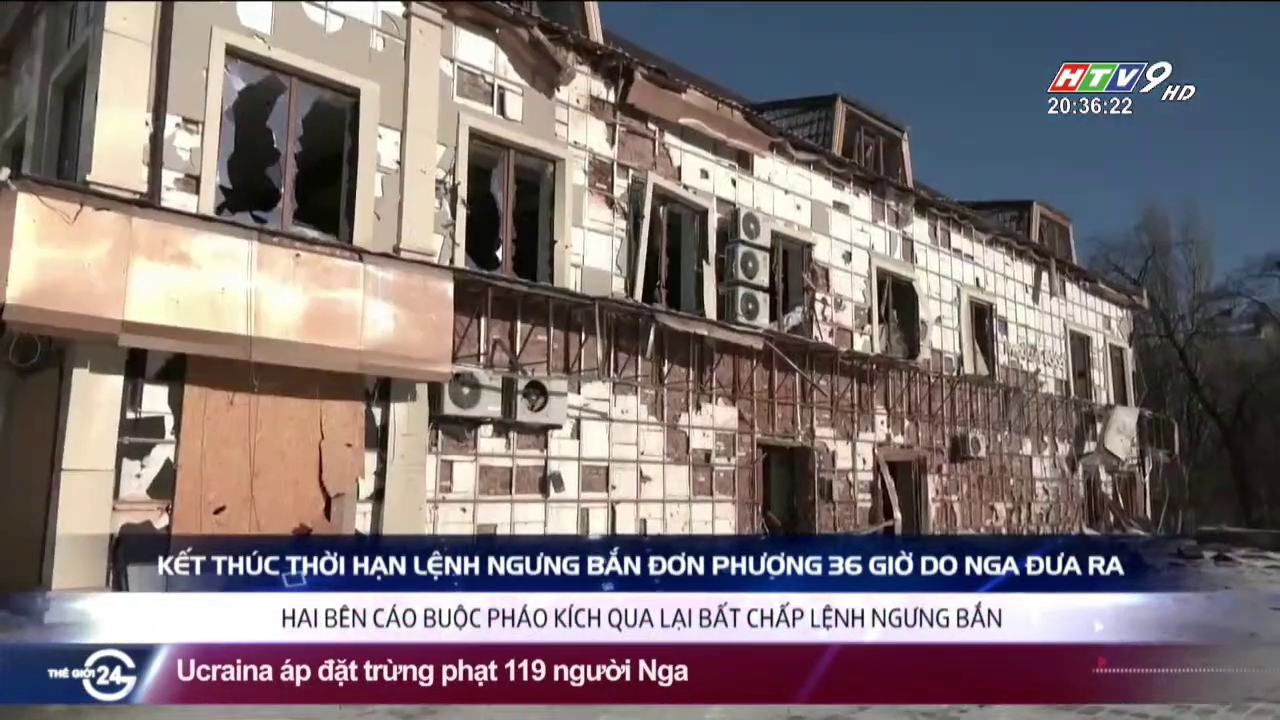 HTV9 HD
20:36:22
KẾT THÚC THỜI HẠN LỆNH NGƯNG BẮN ĐƠN PHƯƠNG 36 GIỜ DO NGA ĐƯA RA
HAI BÊN CÁO BUỘC PHÁO KÍCH QUA LẠI BẤT CHẤP LỆNH NGƯNG BẮN
THẾ GIỚI 24G
Ucraina áp đặt trừng phạt 119 người Nga